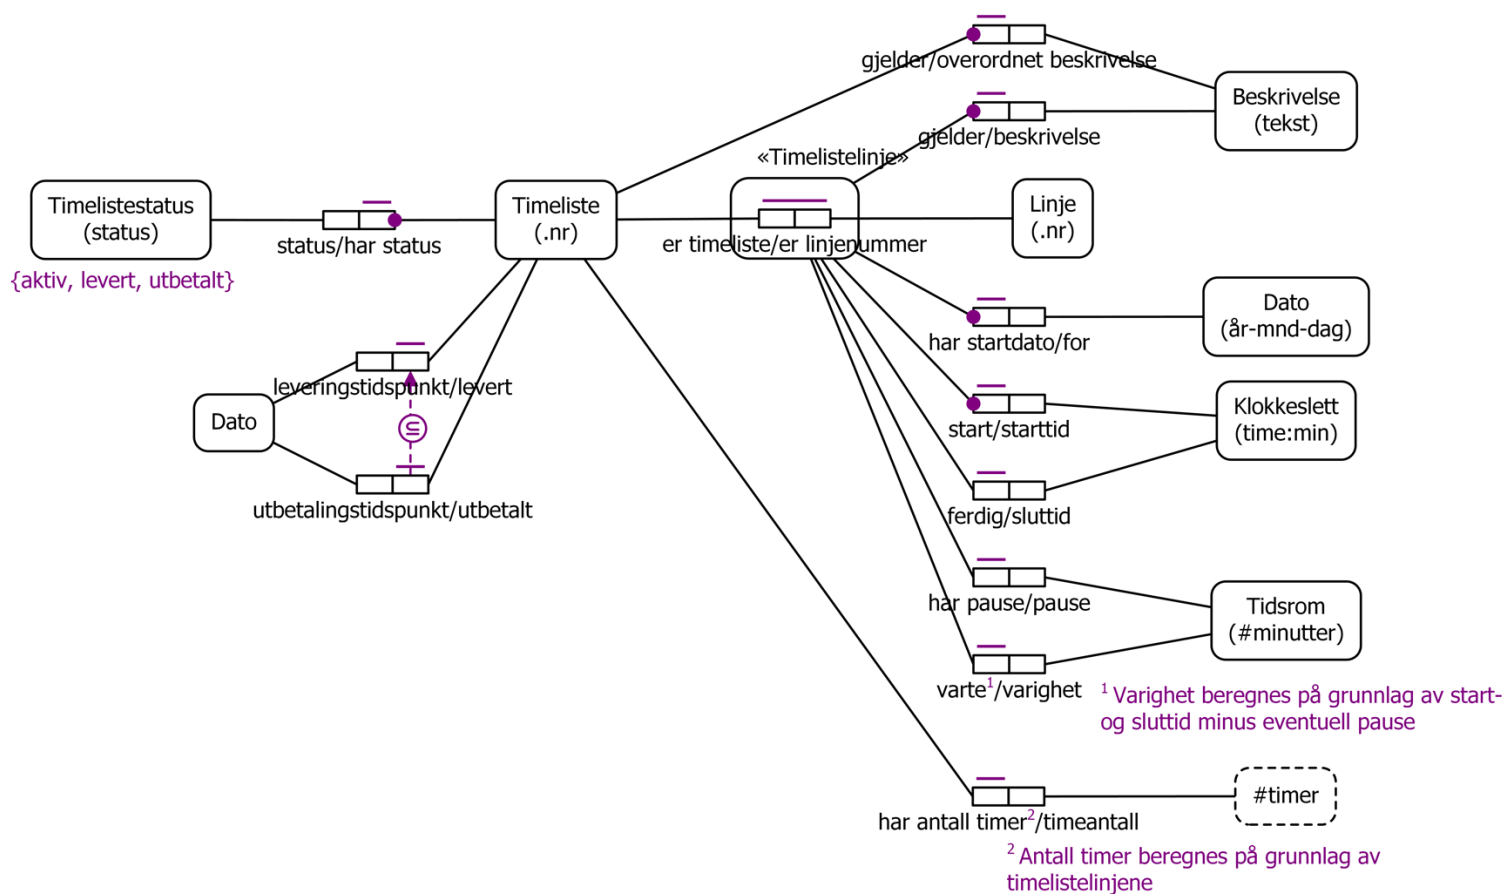 gjelder/overordnet beskrivelse
Beskrivelse
(tekst)
gjelder/beskrivelse
«Timelistelinje»
Timelistestatus
(status)
status/har status
{aktiv, levert, utbetalt}
Timeliste
(.nr)
er timeliste/er linjenummer
Linje
(.nr)
Dato
(år-mnd-dag)
har startdato/for
leveringstidspunkt/levert
Dato
utbetalingstidspunkt/utbetalt
Klokkeslett
(time:min)
start/starttid
ferdig/sluttid
har pause/pause
Tidsrom
(#minutter)
varte¹/varighet
¹ Varighet beregnes på grunnlag av start-
og sluttid minus eventuell pause
#timer
har antall timer²/timeantall
² Antall timer beregnes på grunnlag av
timelistelinjene